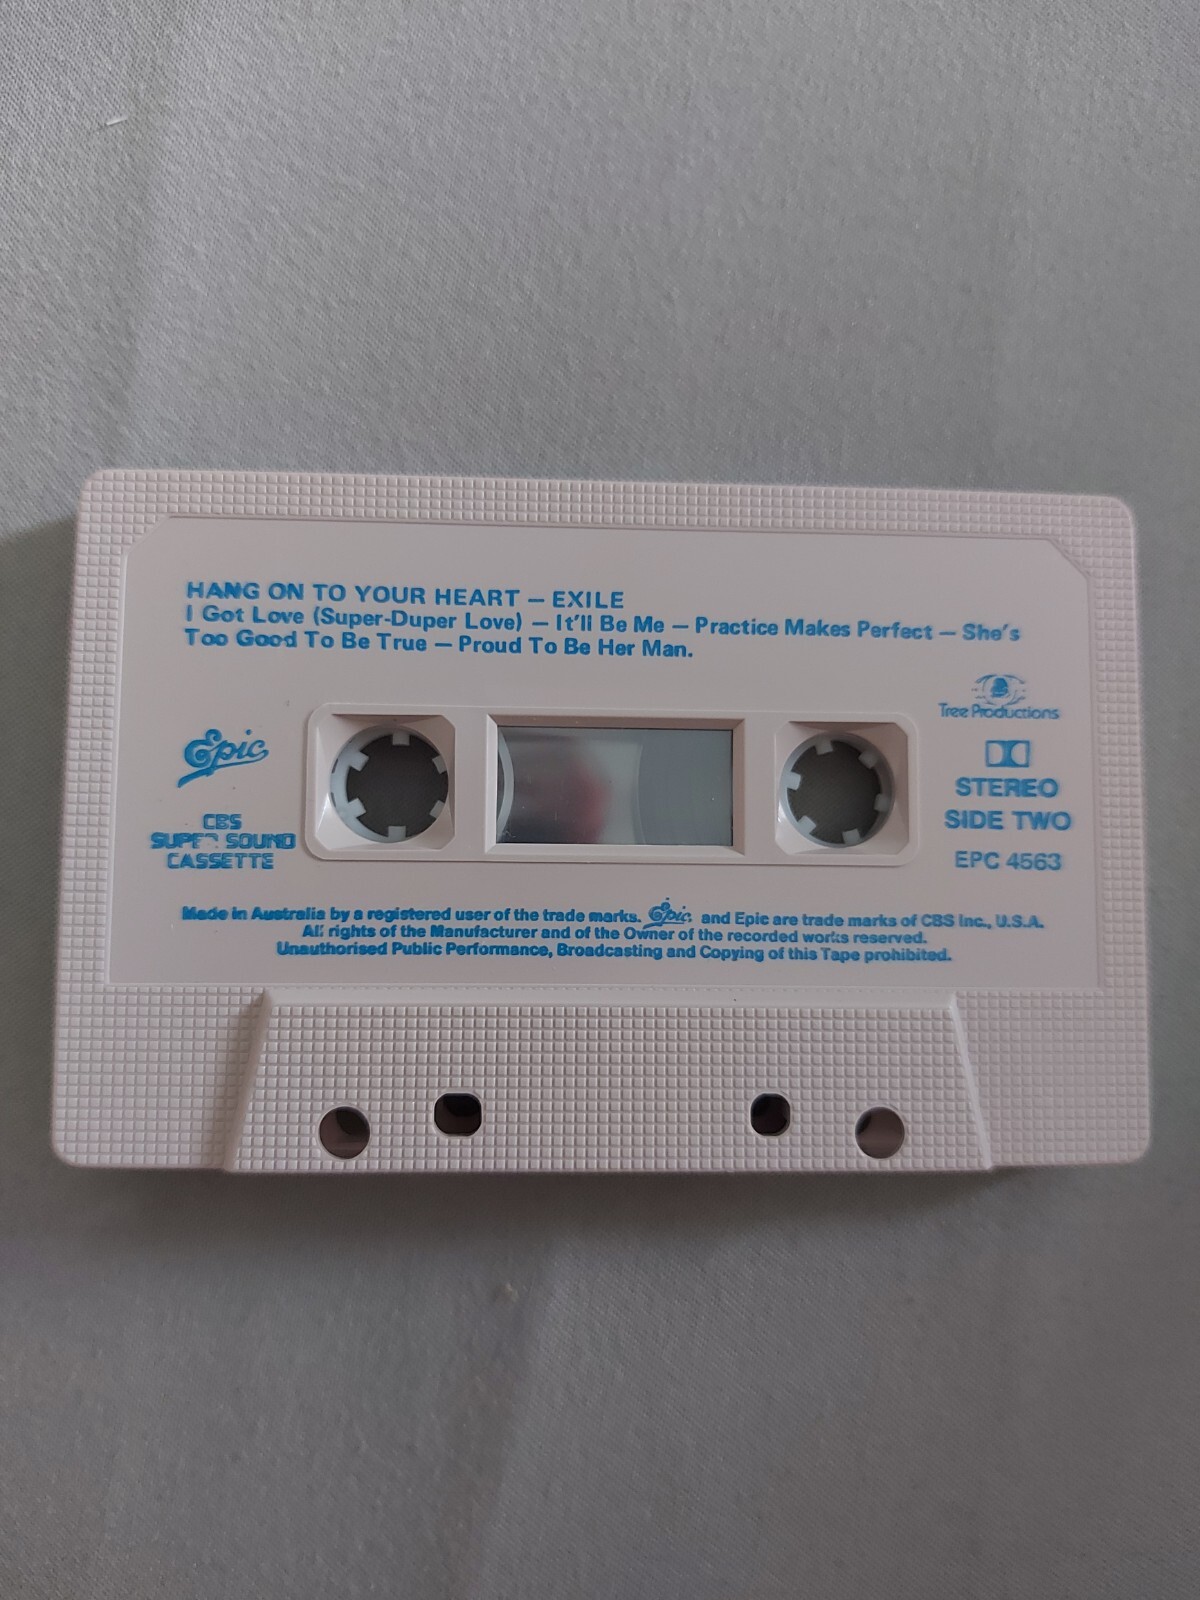 HANG ON TO YOUR HEART – EXILE
I Got Love (Super-Duper Love) – It'll Be Me – Practice Makes Perfect – She's
Too Good To Be True – Proud To Be Her Man.
Tree Productions
Epic
STEREO
CBS
SUPER SOUND
CASSETTE
SIDE TWO
EPC 4563
Made in Australia by a registered user of the trade marks. Epic and Epic are trade marks of CBS Inc., U.S.A.
All rights of the Manufacturer and of the Owner of the recorded works reserved.
Unauthorised Public Performance, Broadcasting and Copying of this Tape prohibited.